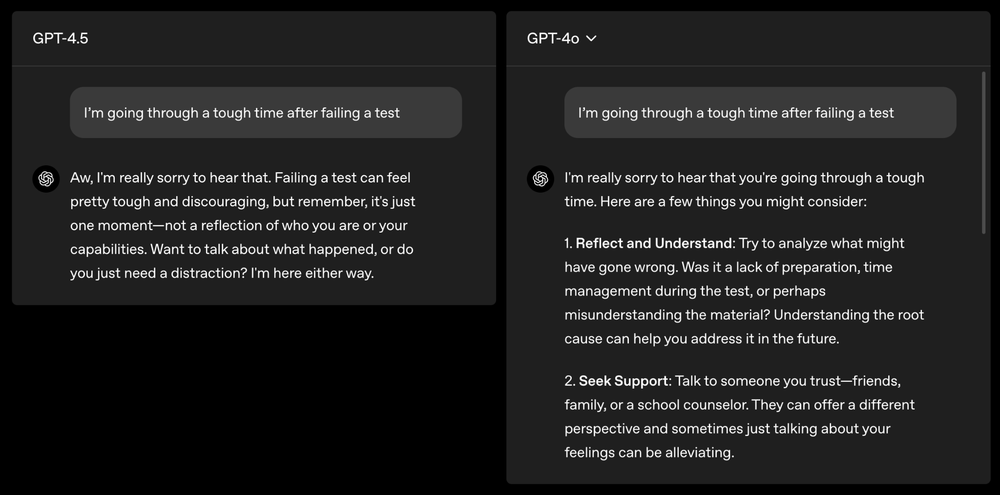 GPT-4.5
I’m going through a tough time after failing a test
Aw, I'm really sorry to hear that. Failing a test can feel
pretty tough and discouraging, but remember, it's just
one moment—not a reflection of who you are or your
capabilities. Want to talk about what happened, or do
you just need a distraction? I'm here either way.
GPT-4o
I’m going through a tough time after failing a test
I'm really sorry to hear that you're going through a tough
time. Here are a few things you might consider:
1. Reflect and Understand: Try to analyze what might
have gone wrong. Was it a lack of preparation, time
management during the test, or perhaps
misunderstanding the material? Understanding the root
cause can help you address it in the future.
2. Seek Support: Talk to someone you trust—friends,
family, or a school counselor. They can offer a different
perspective and sometimes just talking about your
feelings can be alleviating.